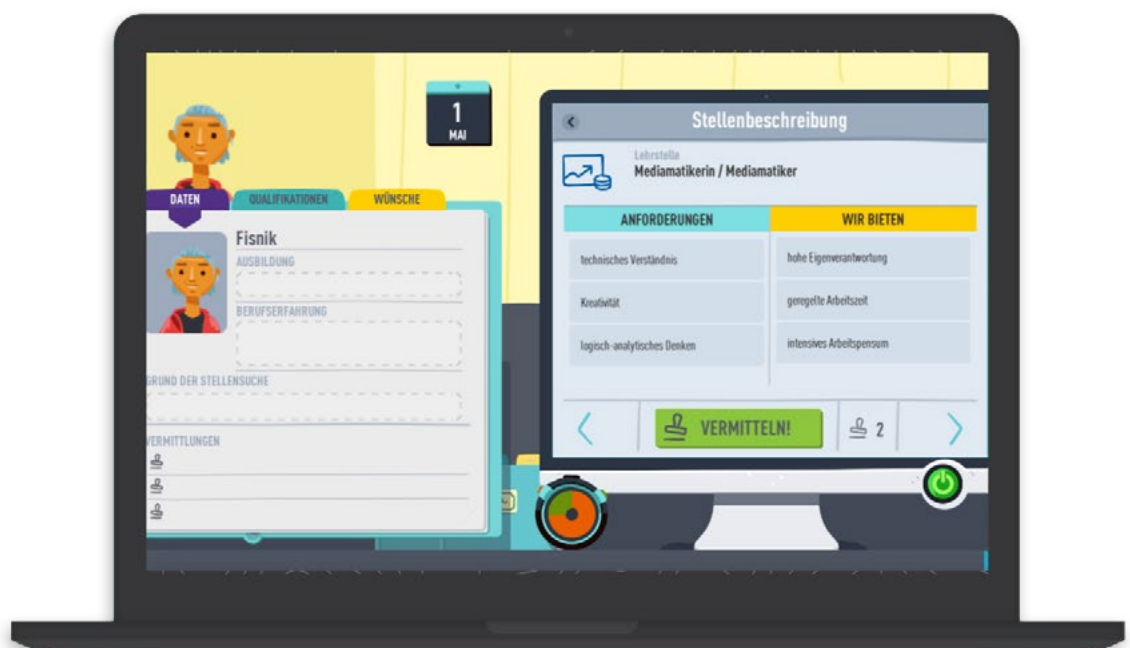 1
MAI
DATEN
QUALIFIKATIONEN
WÜNSCHE
Fisnik
AUSBILDUNG
BERUFSERFAHRUNG
GRUND DER STELLENSUCHE
VERMITTLUNGEN
Stellenbeschreibung
Lehrstelle
Mediamatikerin / Mediamatiker
ANFORDERUNGEN
WIR BIETEN
technisches Verständnis
hohe Eigenverantwortung
Kreativität
geregelte Arbeitszeit
logisch-analytisches Denken
intensives Arbeitspensum
VERMITTELN!
2